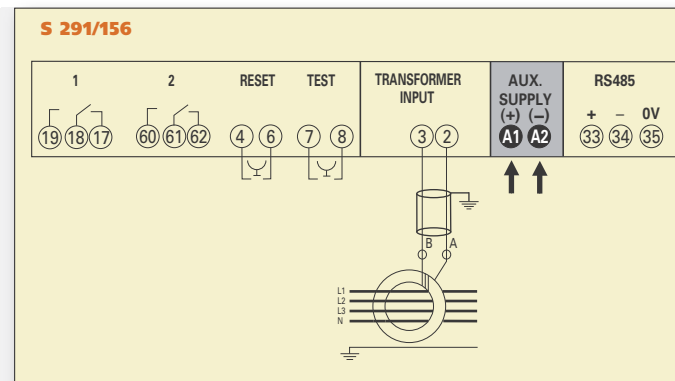 S 291/156
1 2 RESET TEST TRANSFORMER INPUT AUX. SUPPLY RS485
(+) (–) + – 0V
19 18 17 60 61 62 4 6 7 8 3 2 A1 A2 33 34 35
B A
L1
L2
L3
N